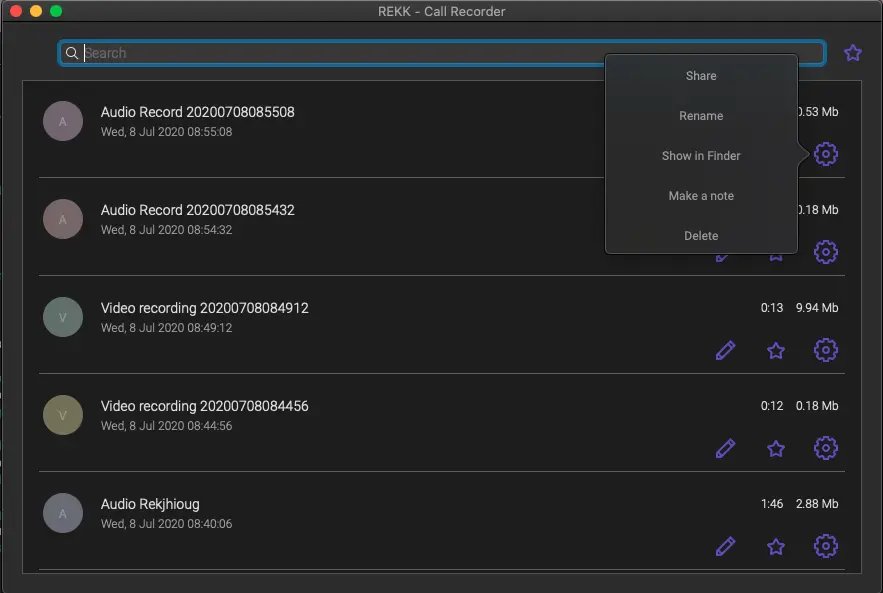 REKK - Call Recorder
Search
Share
Rename
Show in Finder
Make a note
Delete
A
Audio Record 20200708085508
0.53 Mb
Wed, 8 Jul 2020 08:55:08
A
Audio Record 20200708085432
0.18 Mb
Wed, 8 Jul 2020 08:54:32
V
Video recording 20200708084912
0:13 9.94 Mb
Wed, 8 Jul 2020 08:49:12
V
Video recording 20200708084456
0:12 0.18 Mb
Wed, 8 Jul 2020 08:44:56
A
Audio Rekjhioug
1:46 2.88 Mb
Wed, 8 Jul 2020 08:40:06